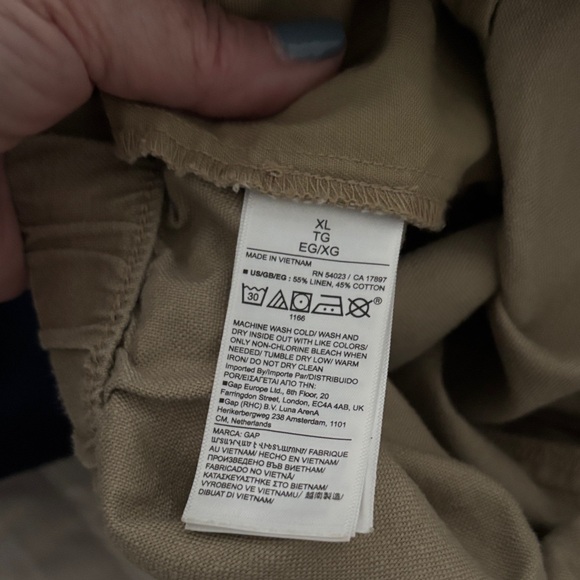 XL
TG
EG/XG
MADE IN VIETNAM RN 54023 / CA 17897
■ US/GB/EG : 55% LINEN, 45% COTTON
30 ®
1166
MACHINE WASH COLD/ WASH AND
DRY INSIDE OUT WITH LIKE COLORS/
ONLY NON-CHLORINE BLEACH WHEN
NEEDED/ TUMBLE DRY LOW/ WARM
IRON/ DO NOT DRY CLEAN
Imported By/Importe Par/DISTRIBUIDO
POR/ΕΙΣΑΓΕΤΑΙ ΑΠΟ ΤΗΝ:
■Gap Europe Ltd., 6th Floor, 20
Farringdon Street, London, EC4A 4AB, UK
■Gap (RHC) B.V. Luna ArenA
Herikerbergweg 238 Amsterdam, 1101
CM, Netherlands
MARCA: GAP
FABRIQUE
AU VIETNAM/ HECHO EN VIETNAM/
ПРОИЗВЕДЕНО ВЪВ ВИЕТНАМ/
FABRICADO NO VIETNÃ/
ΚΑΤΑΣΚΕΥΑΣΘΗΚΕ ΣΤΟ ΒΙΕΤΝΑΜ/
VYROBENO VE VIETNAMU/
DIBUAT DI VIETNAM/